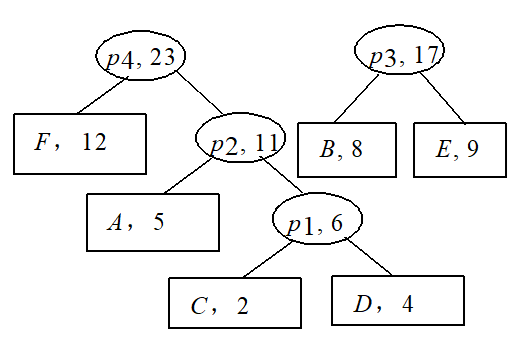 p4, 23
p3, 17
F， 12
p2, 11
B, 8
E, 9
A， 5
p1, 6
C， 2
D， 4